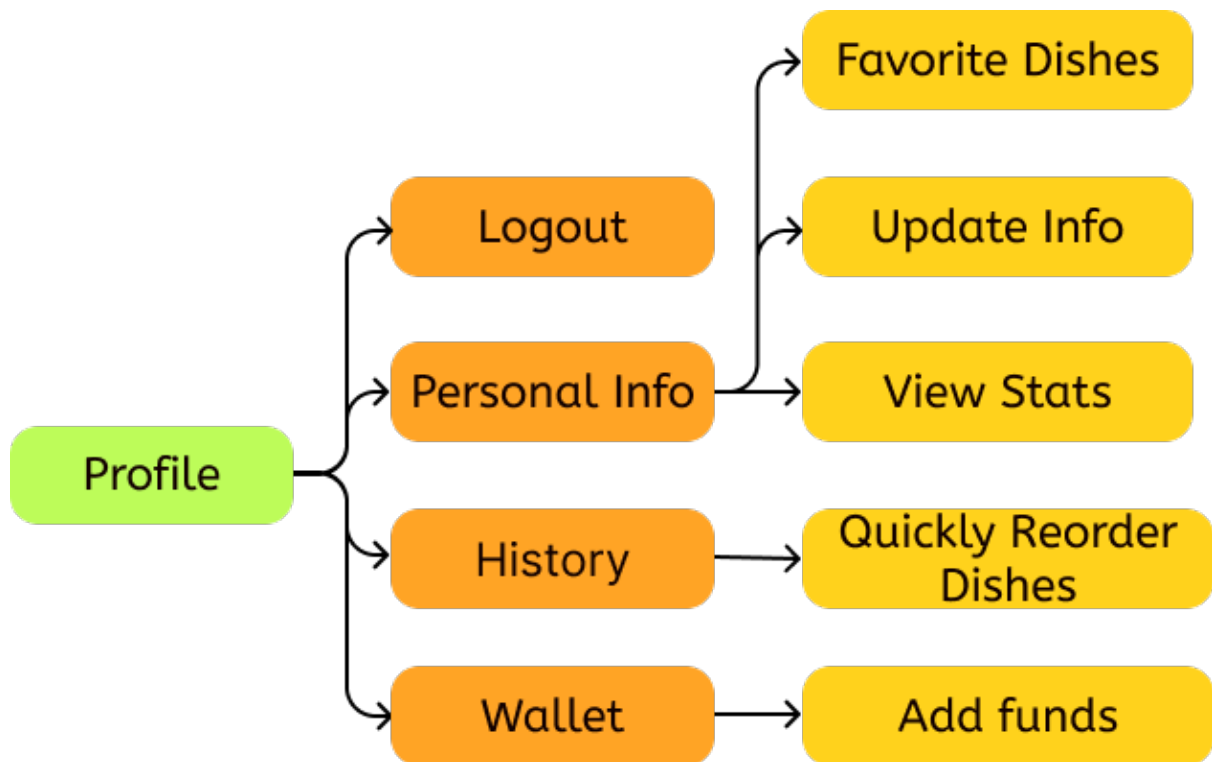 Favorite Dishes
Logout
Update Info
Personal Info
View Stats
Profile
History
Quickly Reorder
Dishes
Wallet
Add funds